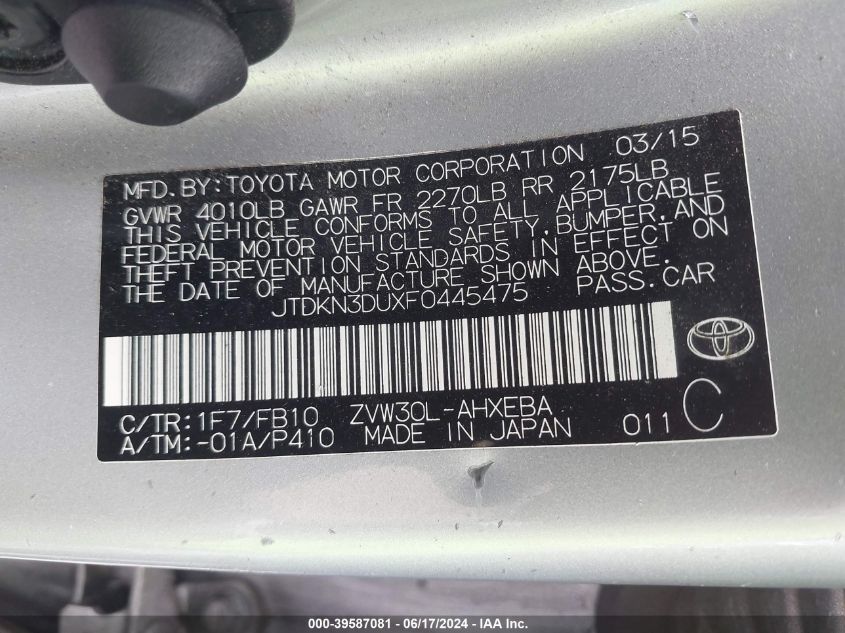 MFD. BY: TOYOTA MOTOR CORPORATION 03/15
GVWR 4010LB GAWR FR 2270LB RR 2175LB
THIS VEHICLE CONFORMS TO ALL APPLICABLE
FEDERAL MOTOR VEHICLE SAFETY, BUMPER, AND
THEFT PREVENTION STANDARDS IN EFFECT ON
THE DATE OF MANUFACTURE SHOWN ABOVE.
JTDKN3DUXF0445475 PASS. CAR
C/TR: 1F7/FB10 ZVW30L-AHXEBA
A/TM: -01A/P410 MADE IN JAPAN 011 C
000-39587081 - 06/17/2024 - IAA Inc.